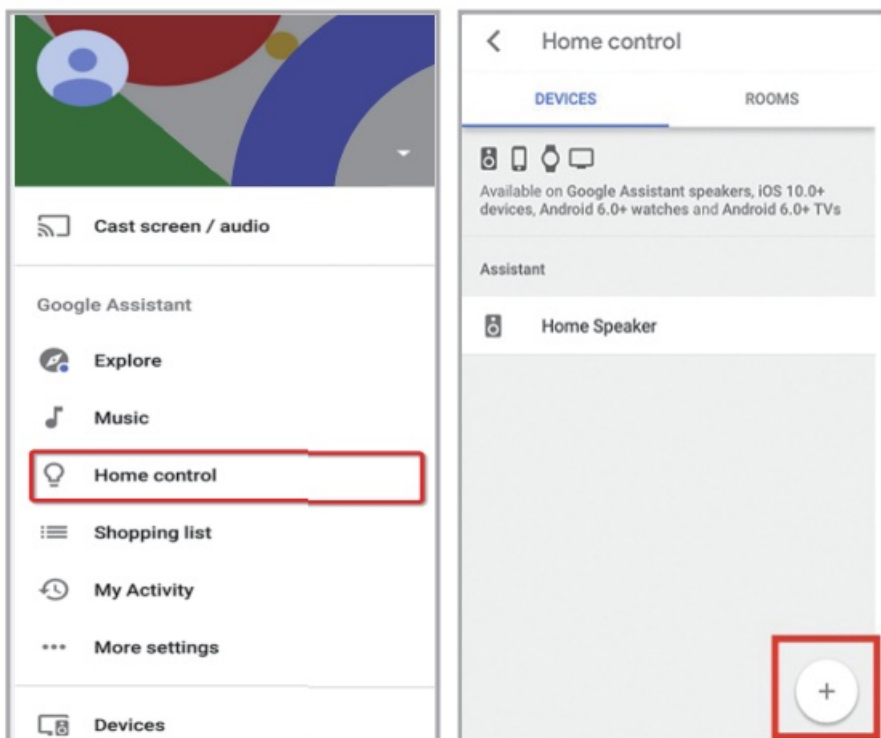 Cast screen / audio
Google Assistant
Explore
Music
Home control
Shopping list
My Activity
More settings
Devices
Home control
DEVICES
ROOMS
Available on Google Assistant speakers, iOS 10.0+
devices, Android 6.0+ watches and Android 6.0+ TVs
Assistant
Home Speaker
+